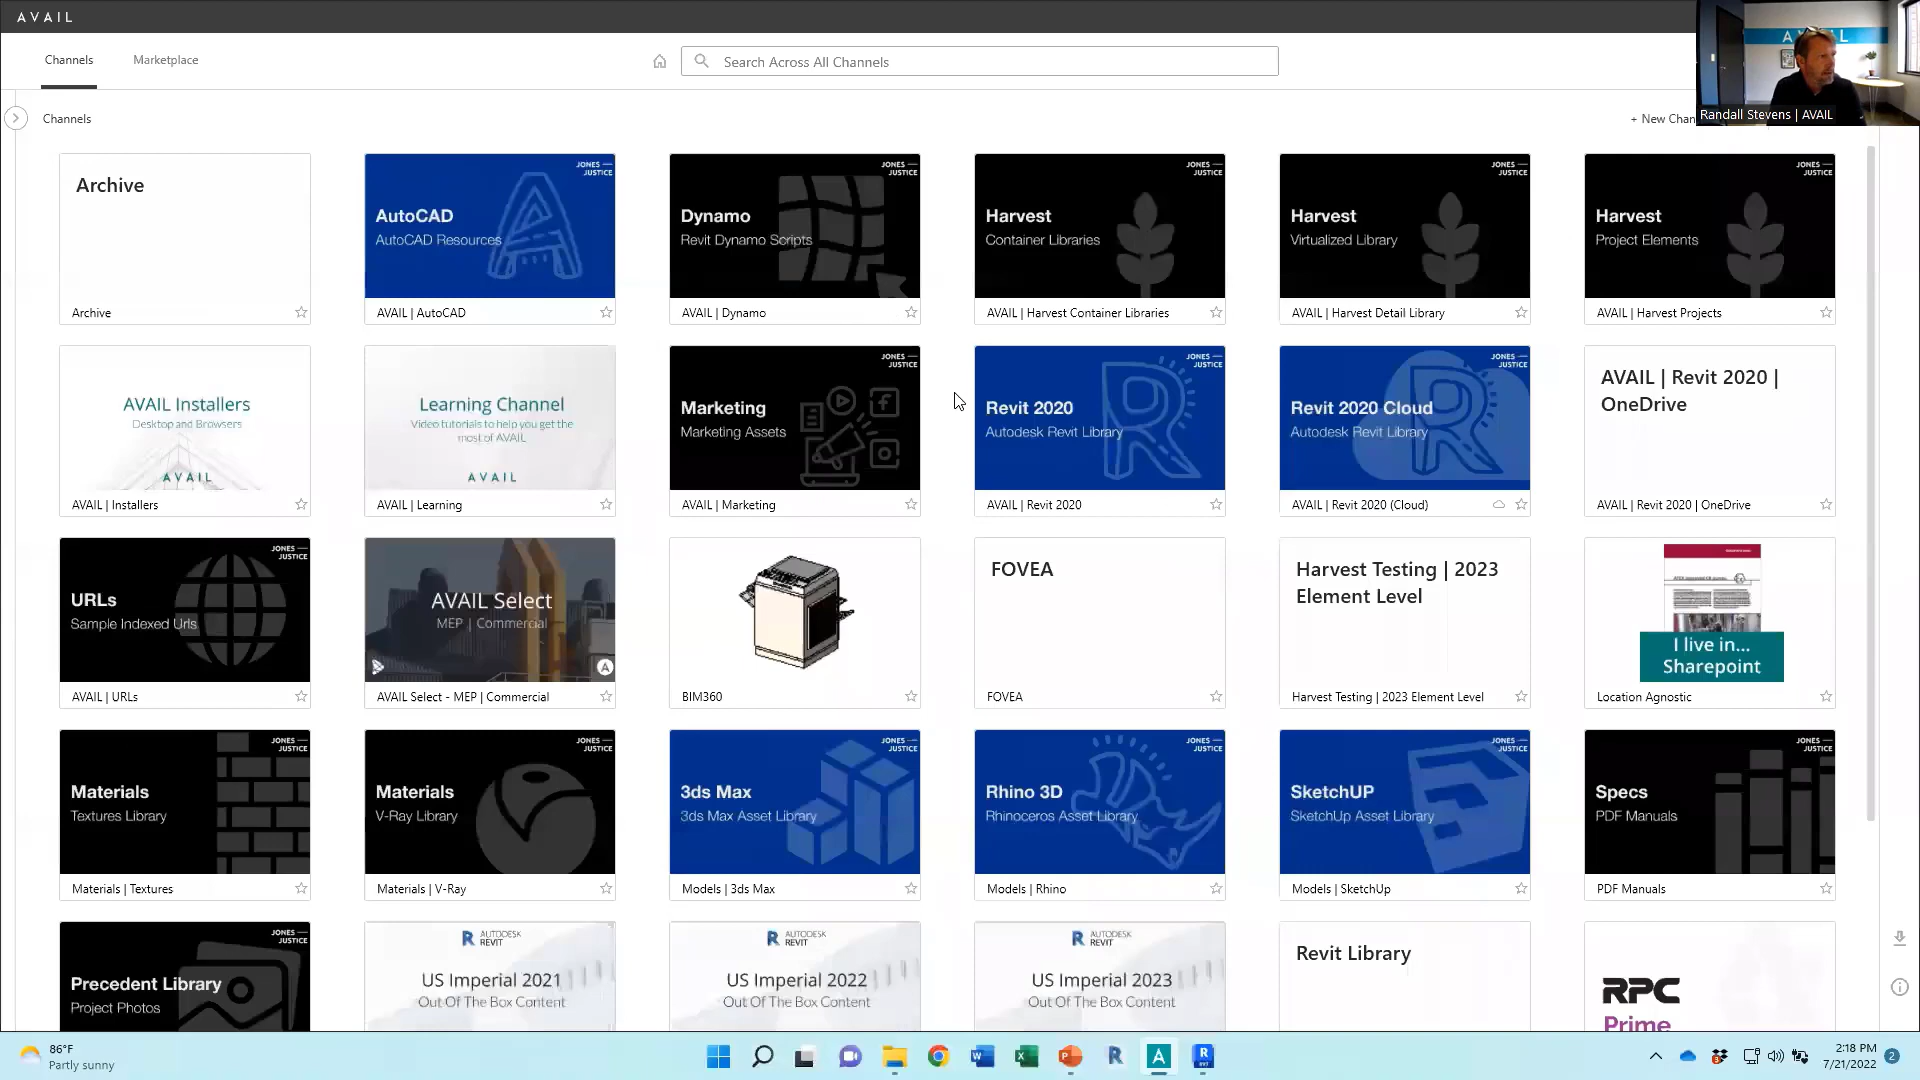 AVAIL
Channels
Marketplace
Search Across All Channels
AVAIL
Randall Stevens | AVAIL
Channels
+ New Chan
Archive
Archive
JONES
JUSTICE
AutoCAD
AutoCAD Resources
AVAIL | AutoCAD
JONES
JUSTICE
Dynamo
Revit Dynamo Scripts
AVAIL | Dynamo
JONES
JUSTICE
Harvest
Container Libraries
AVAIL | Harvest Container Libraries
JONES
JUSTICE
Harvest
Virtualized Library
AVAIL | Harvest Detail Library
JONES
JUSTICE
Harvest
Project Elements
AVAIL | Harvest Projects
AVAIL Installers
Desktop and Browsers
AVAIL
AVAIL | Installers
Learning Channel
Video tutorials to help you get the
most of AVAIL
AVAIL
AVAIL | Learning
JONES
JUSTICE
Marketing
Marketing Assets
AVAIL | Marketing
JONES
JUSTICE
Revit 2020
Autodesk Revit Library
AVAIL | Revit 2020
JONES
JUSTICE
Revit 2020 Cloud
Autodesk Revit Library
AVAIL | Revit 2020 (Cloud)
AVAIL | Revit 2020 |
OneDrive
AVAIL | Revit 2020 | OneDrive
JONES
JUSTICE
URLs
Sample Indexed Urls
AVAIL | URLs
AVAIL Select
MEP | Commercial
A
AVAIL Select - MEP | Commercial
BIM360
FOVEA
FOVEA
Harvest Testing | 2023
Element Level
Harvest Testing | 2023 Element Level
I live in...
Sharepoint
Location Agnostic
JONES
JUSTICE
Materials
Textures Library
Materials | Textures
JONES
JUSTICE
Materials
V-Ray Library
Materials | V-Ray
JONES
JUSTICE
3ds Max
3ds Max Asset Library
Models | 3ds Max
JONES
JUSTICE
Rhino 3D
Rhinoceros Asset Library
Models | Rhino
JONES
JUSTICE
SketchUP
SketchUp Asset Library
Models | SketchUp
JONES
JUSTICE
Specs
PDF Manuals
PDF Manuals
JONES
JUSTICE
Precedent Library
Project Photos
R AUTODESK
REVIT
US Imperial 2021
Out Of The Box Content
R AUTODESK
REVIT
US Imperial 2022
Out Of The Box Content
R AUTODESK
REVIT
US Imperial 2023
Out Of The Box Content
Revit Library
RPC
Prime
86°F
Partly sunny
2:18 PM
7/21/2022
2